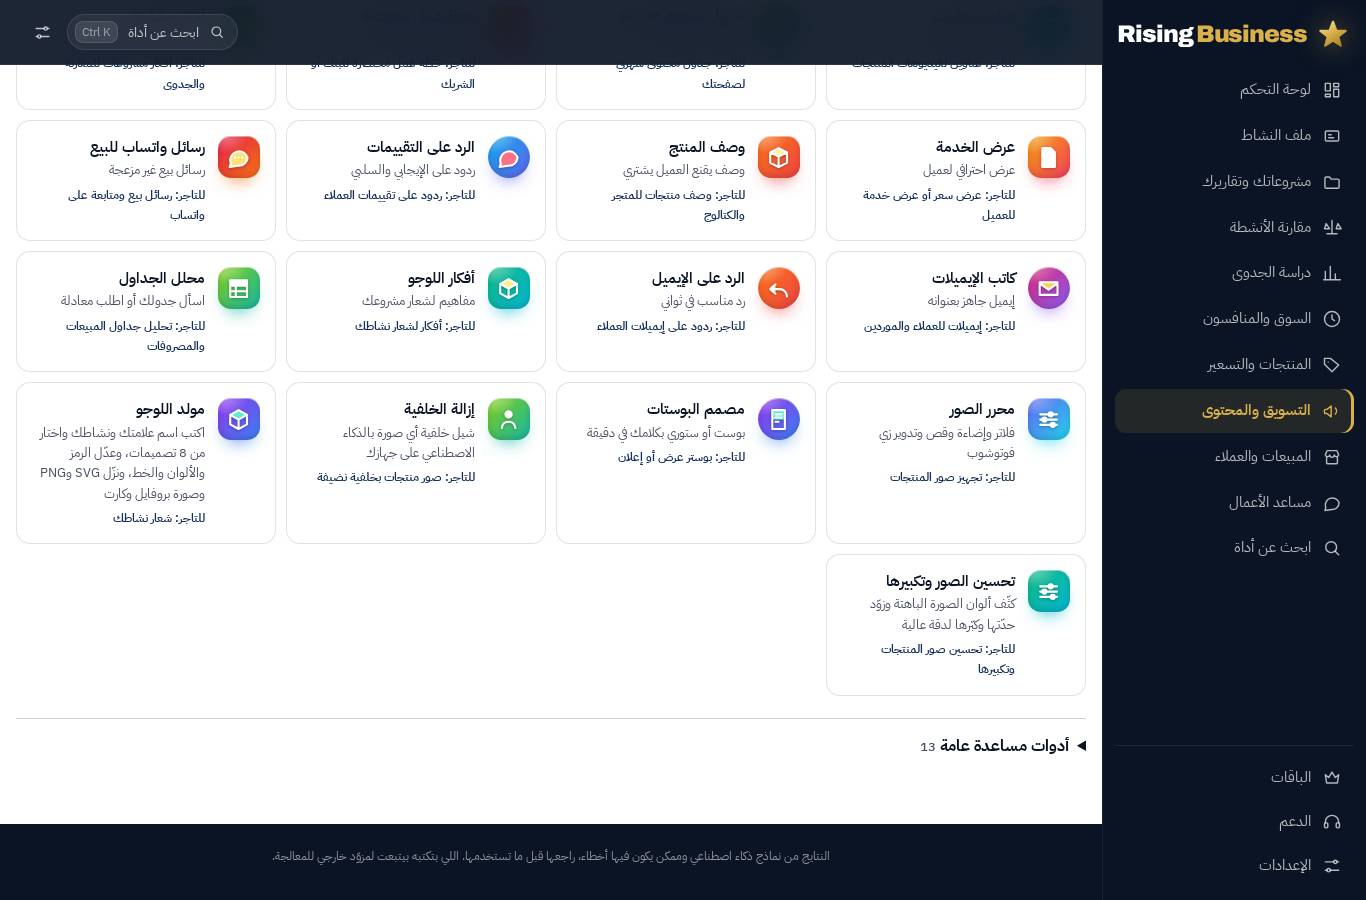 Rising Business
ابحث عن أداة
Ctrl K
لوحة التحكم
ملف النشاط
مشروعاتك وتقاريرك
مقارنة الأنشطة
دراسة الجدوى
السوق والمنافسون
المنتجات والتسعير
التسويق والمحتوى
المبيعات والعملاء
مساعد الأعمال
ابحث عن أداة
الباقات
الدعم
الإعدادات
لصفحتك
الشريك
والجدوى
عرض الخدمة
عرض احترافي لعميل
للتاجر: عرض سعر أو عرض خدمة
للعميل
وصف المنتج
وصف يقنع العميل يشتري
للتاجر: وصف منتجات للمتجر
والكتالوج
الرد على التقييمات
ردود على الإيجابي والسلبي
للتاجر: ردود على تقييمات العملاء
رسائل واتساب للبيع
رسائل بيع غير مزعجة
للتاجر: رسائل بيع ومتابعة على
واتساب
كاتب الإيميلات
إيميل جاهز بعنوانه
للتاجر: إيميلات للعملاء والموردين
الرد على الإيميل
رد مناسب في ثواني
للتاجر: ردود على إيميلات العملاء
أفكار اللوجو
مفاهيم لشعار مشروعك
للتاجر: أفكار لشعار نشاطك
محلل الجداول
اسأل جدولك أو اطلب معادلة
للتاجر: تحليل جداول المبيعات
والمصروفات
محرر الصور
فلاتر وإضاءة وقص وتدوير زي
فوتوشوب
للتاجر: تجهيز صور المنتجات
مصمم البوستات
بوست أو ستوري بكلامك في دقيقة
للتاجر: بوستر عرض أو إعلان
إزالة الخلفية
شيل خلفية أي صورة بالذكاء
الاصطناعي على جهازك
للتاجر: صور منتجات بخلفية نضيفة
مولد اللوجو
اكتب اسم علامتك ونشاطك واختار
من 8 تصميمات، وعدّل الرمز
والألوان والخط، ونزّل SVG وPNG
وصورة بروفايل وكارت
للتاجر: شعار نشاطك
تحسين الصور وتكبيرها
كثّف ألوان الصورة الباهتة وزوّد
حدّتها وكبّرها لدقة عالية
للتاجر: تحسين صور المنتجات
وتكبيرها
أدوات مساعدة عامة 13
النتايج من نماذج ذكاء اصطناعي وممكن يكون فيها أخطاء، راجعها قبل ما تستخدمها. اللي بتكتبه بيتبعت لمزوّد خارجي للمعالجة.